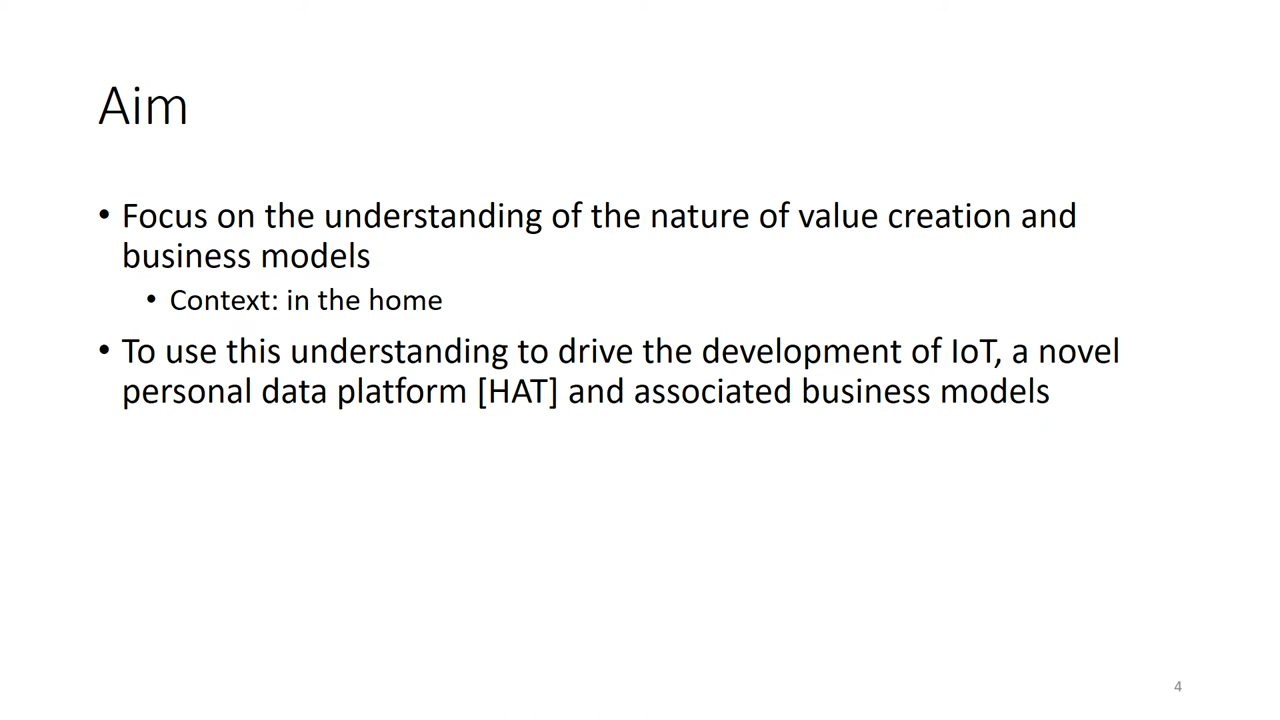 Aim
• Focus on the understanding of the nature of value creation and
business models
• Context: in the home
• To use this understanding to drive the development of IoT, a novel
personal data platform [HAT] and associated business models
4